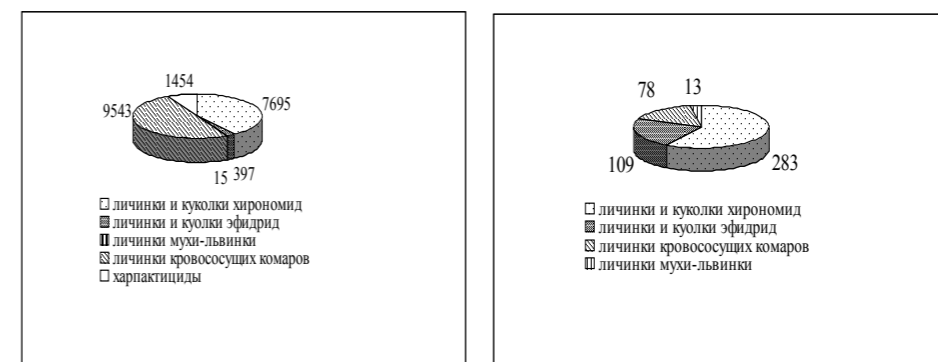 1454
9543
7695
15 397
личинки и куколки хирономид
личинки и куолки эфидрид
личинки мухи-львинки
личинки кровососущих комаров
харпактициды
78
13
109
283
личинки и куколки хирономид
личинки и куолки эфидрид
личинки кровососущих комаров
личинки мухи-львинки